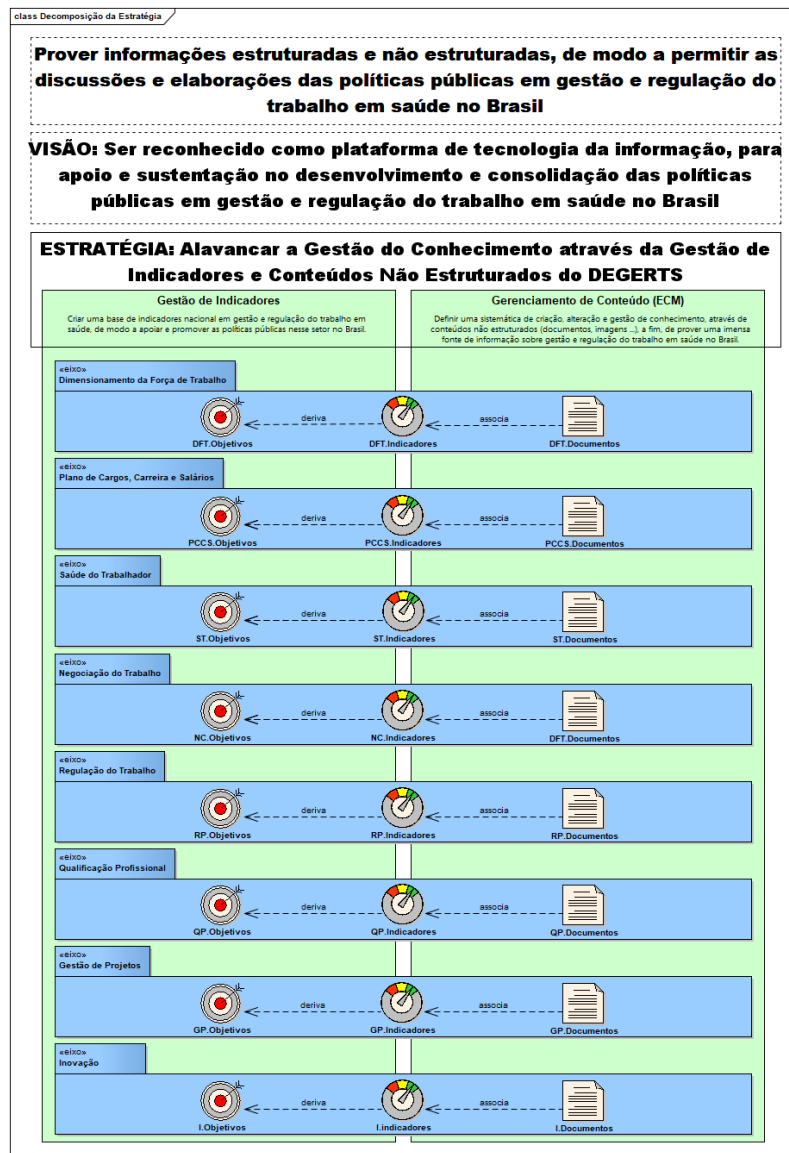 class Decomposição da Estratégia
Prover informações estruturadas e não estruturadas, de modo a permitir as
discussões e elaborações das políticas públicas em gestão e regulação do
trabalho em saúde no Brasil
VISÃO: Ser reconhecido como plataforma de tecnologia da informação, para
apoio e sustentação no desenvolvimento e consolidação das políticas
públicas em gestão e regulação do trabalho em saúde no Brasil
ESTRATÉGIA: Alavancar a Gestão do Conhecimento através da Gestão de
Indicadores e Conteúdos Não Estruturados do DEGERTS
Gestão de Indicadores
Criar uma base de indicadores nacional em gestão e regulação do trabalho em
saúde, de modo a apoiar e promover as políticas públicas nesse setor no Brasil.
Gerenciamento de Conteúdo (ECM)
Definir uma sistemática de criação, alteração e gestão de conhecimento, através de
conteúdos não estruturados (documentos, imagens ...), a fim, de prover uma imensa
fonte de informação sobre gestão e regulação do trabalho em saúde no Brasil.
«eixo»
Dimensionamento da Força de Trabalho
deriva
associa
DFT.Objetivos
DFT.Indicadores
DFT.Documentos
«eixo»
Plano de Cargos, Carreira e Salários
deriva
associa
PCCS.Objetivos
PCCS.Indicadores
PCCS.Documentos
«eixo»
Saúde do Trabalhador
deriva
associa
ST.Objetivos
ST.Indicadores
ST.Documentos
«eixo»
Negociação do Trabalho
deriva
associa
NC.Objetivos
NC.Indicadores
DFT.Documentos
«eixo»
Regulação do Trabalho
deriva
associa
RP.Objetivos
RP.Indicadores
RP.Documentos
«eixo»
Qualificação Profissional
deriva
associa
QP.Objetivos
QP.Indicadores
QP.Documentos
«eixo»
Gestão de Projetos
deriva
associa
GP.Objetivos
GP.Indicadores
GP.Documentos
«eixo»
Inovação
deriva
associa
I.Objetivos
I.indicadores
I.Documentos